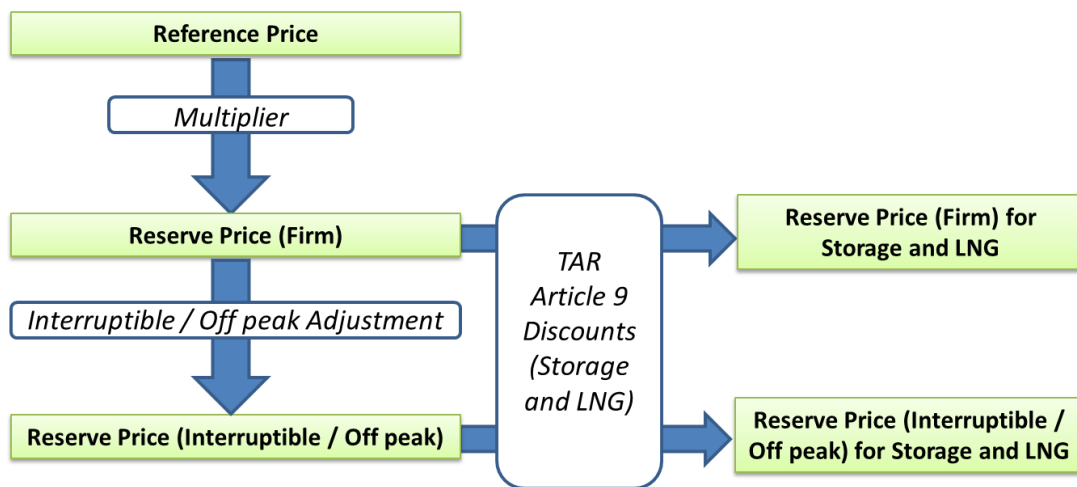 Reference Price
Multiplier
Reserve Price (Firm)
Interruptible / Off peak Adjustment
Reserve Price (Interruptible / Off peak)
TAR
Article 9
Discounts
(Storage
and LNG)
Reserve Price (Firm) for
Storage and LNG
Reserve Price (Interruptible /
Off peak) for Storage and LNG